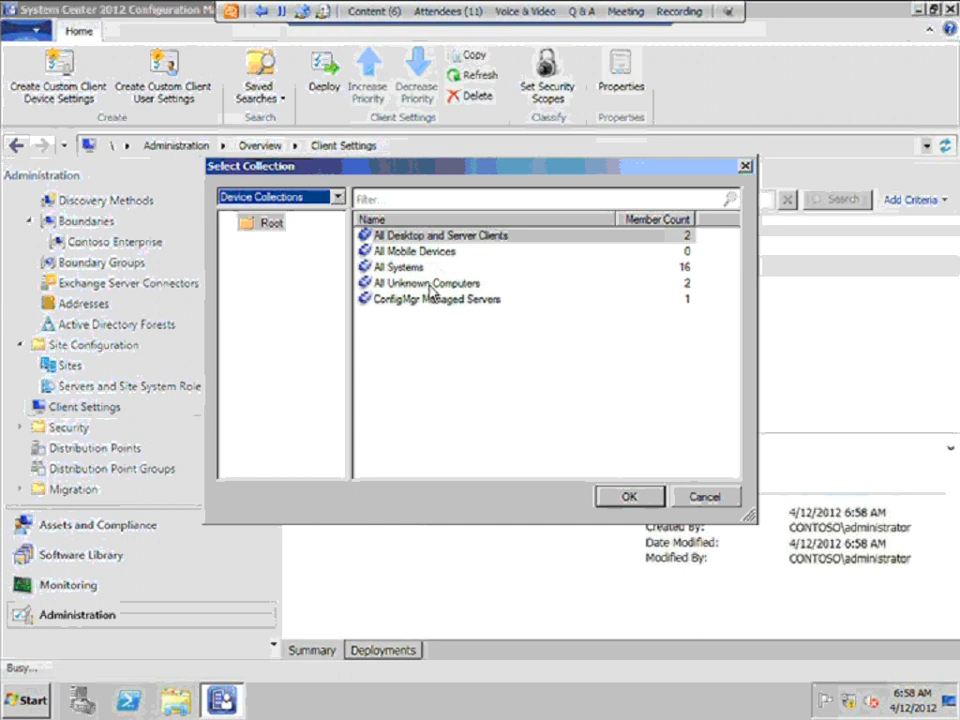 System Center 2012 Configuration M
Content (6) Attendees (11) Voice & Video Q & A Meeting Recording
Home
Create Custom Client Device Settings
Create Custom Client User Settings
Saved Searches
Deploy
Increase Priority
Decrease Priority
Copy
Refresh
Delete
Set Security Scopes
Properties
Create Search Client Settings Classify Properties
\ Administration Overview Client Settings
Administration
Discovery Methods
Boundaries
Contoso Enterprise
Boundary Groups
Exchange Server Connectors
Addresses
Active Directory Forests
Site Configuration
Sites
Servers and Site System Role
Client Settings
Security
Distribution Points
Distribution Point Groups
Migration
Assets and Compliance
Software Library
Monitoring
Administration
Select Collection
Device Collections
Filter...
Root
Name Member Count
All Desktop and Server Clients 2
All Mobile Devices 0
All Systems 16
All Unknown Computers 2
ConfigMgr Managed Servers 1
OK Cancel
Search Add Criteria
4/12/2012 6:58 AM
Created By: CONTOSO\administrator
Date Modified: 4/12/2012 6:58 AM
Modified By: CONTOSO\administrator
Summary Deployments
Busy...
Start
6:58 AM
4/12/2012